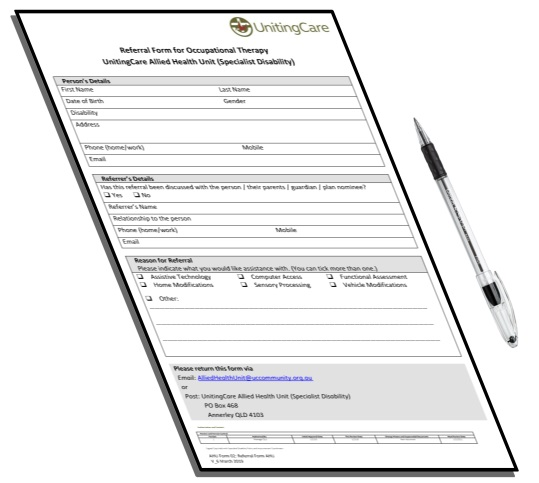 UnitingCare
Referral Form for Occupational Therapy
UnitingCare Allied Health Unit (Specialist Disability)
Person's Details
First Name Last Name
Date of Birth Gender
Disability
Address
Phone (home/work) Mobile
Email
Referrer's Details
Has this referral been discussed with the person / their parents / guardian / plan nominee?
Yes No
Referrer's Name
Relationship to the person
Phone (home/work) Mobile
Email
Reason for Referral
Please indicate what you would like assistance with. (You can tick more than one.)
Assistive Technology Computer Access Functional Assessment
Home Modifications Sensory Processing Vehicle Modifications
Other:
Please return this form via
Email: AlliedHealthUnit@uccommunity.org.au
or
Post: UnitingCare Allied Health Unit (Specialist Disability)
PO Box 468
Annerley QLD 4103